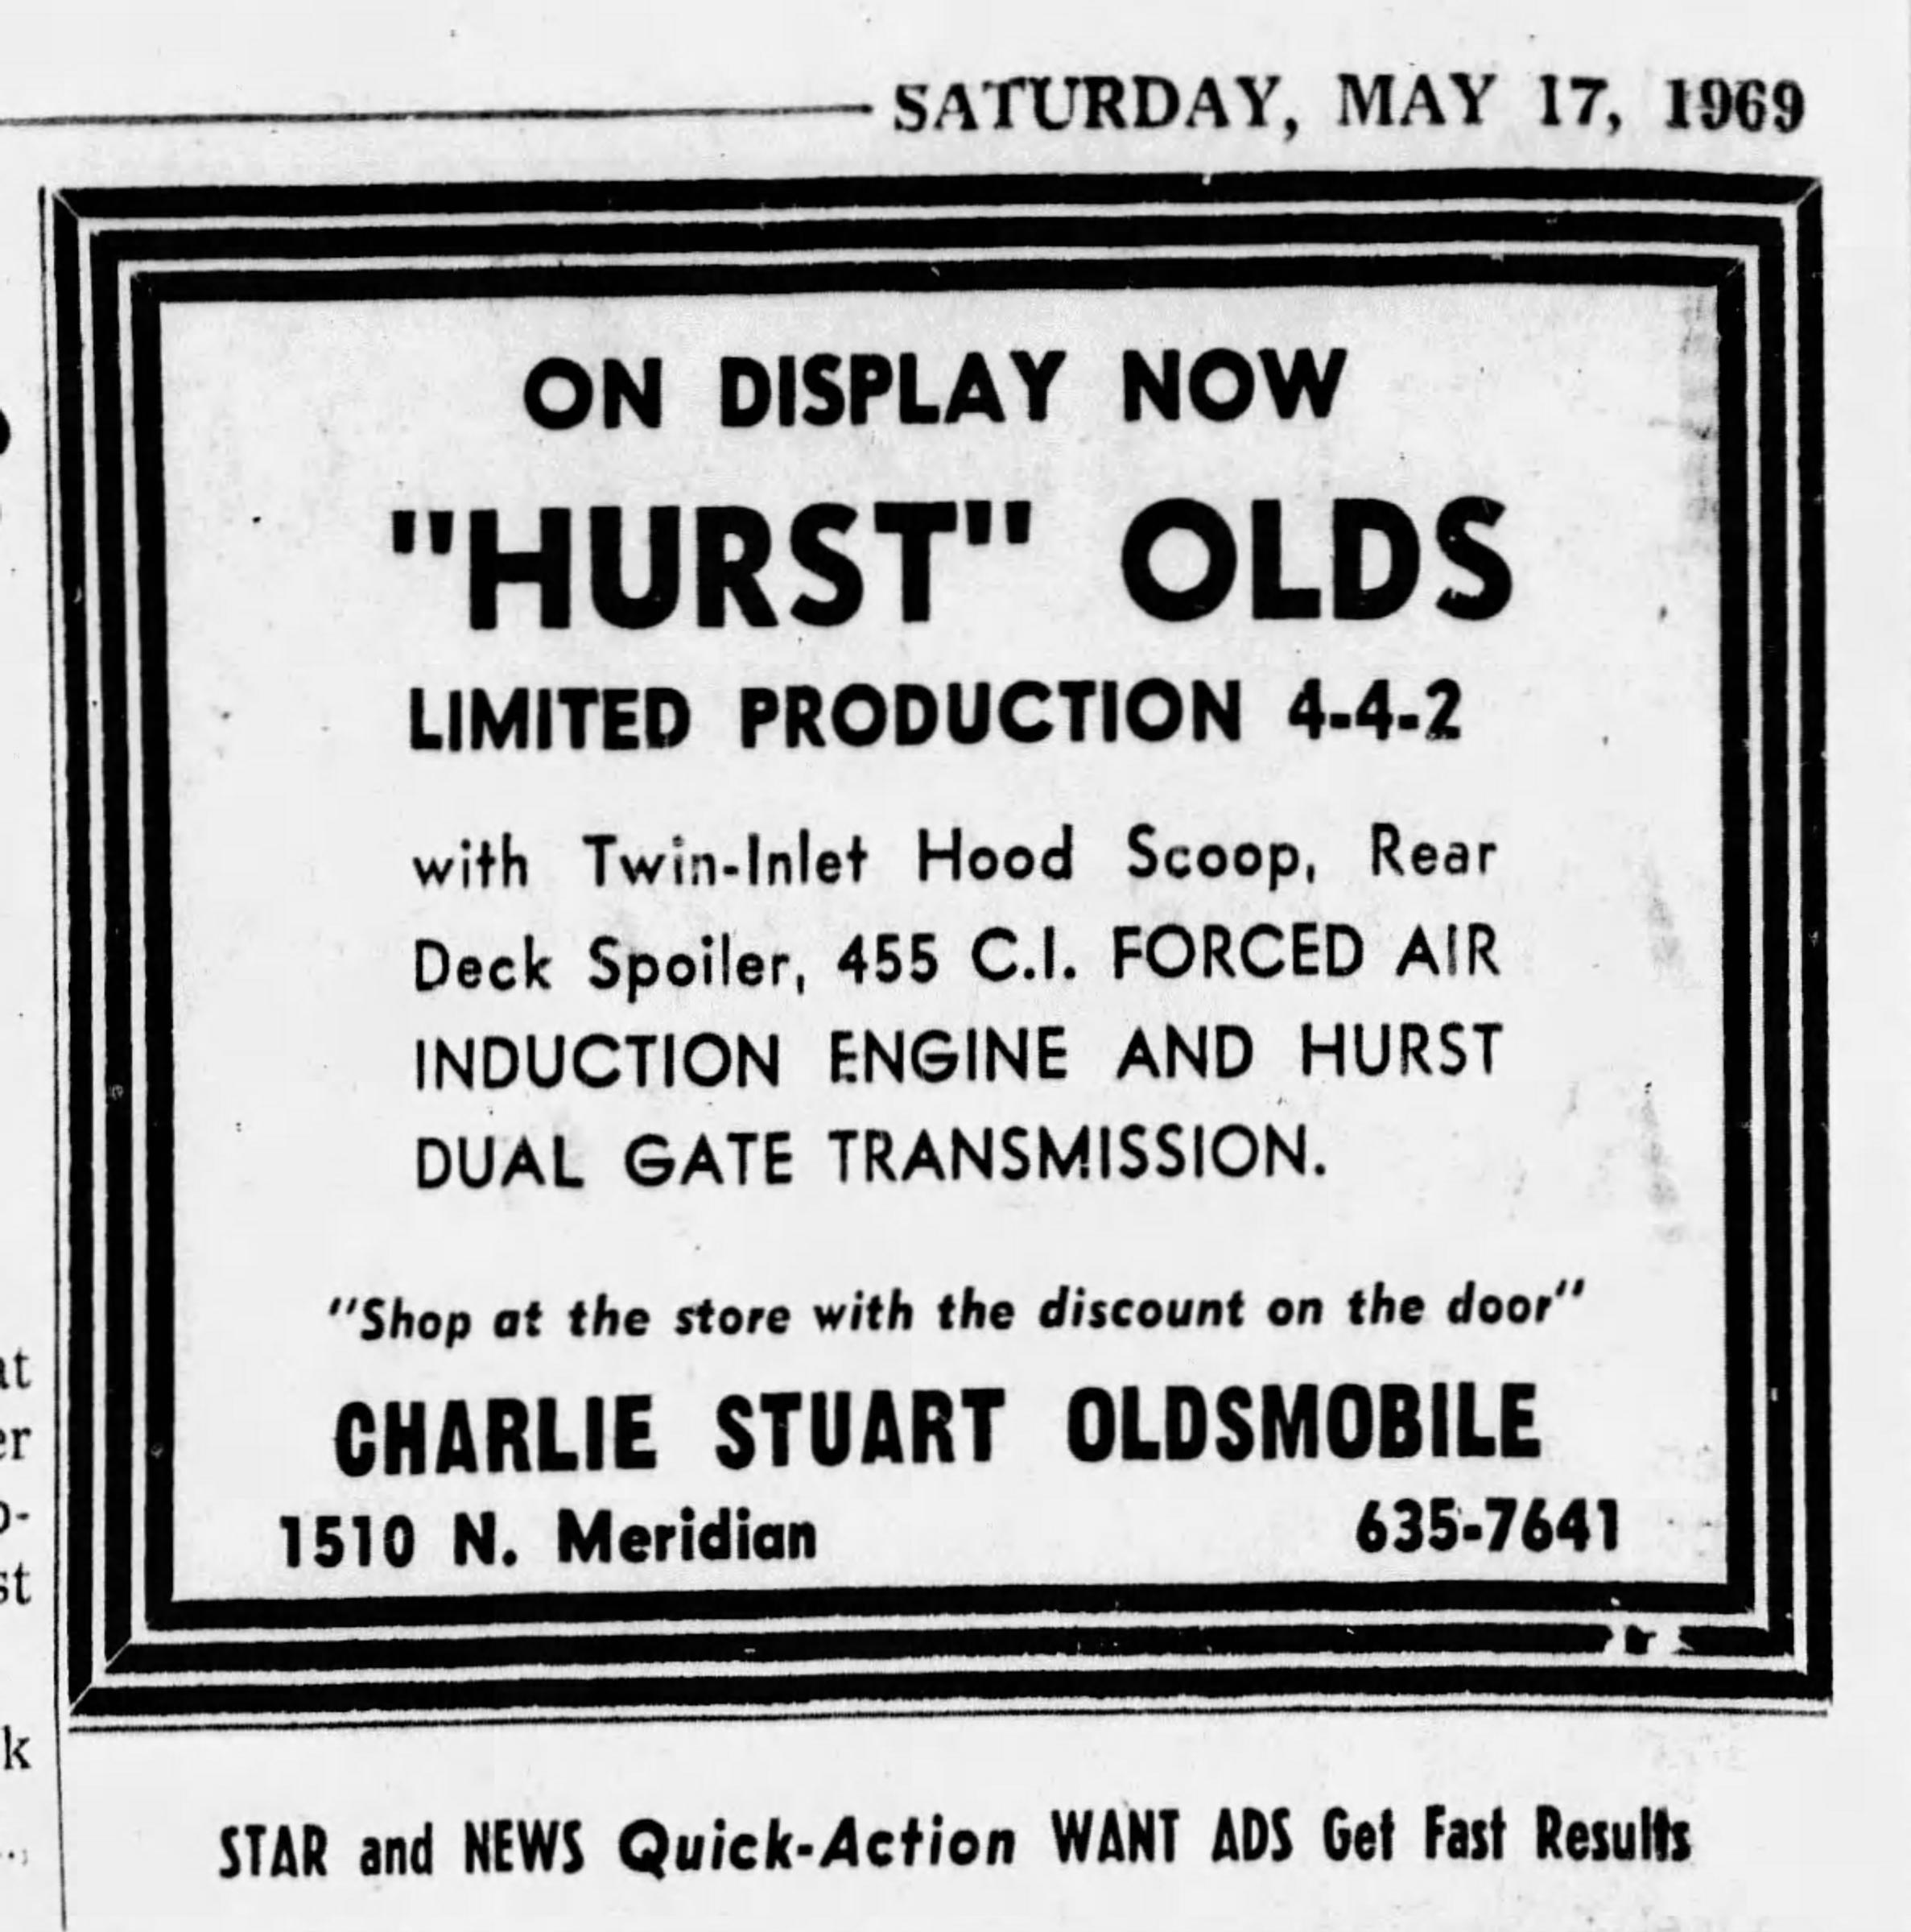 SATURDAY, MAY 17, 1969
ON DISPLAY NOW
"HURST" OLDS
LIMITED PRODUCTION 4-4-2
with Twin-Inlet Hood Scoop, Rear
Deck Spoiler, 455 C.I. FORCED AIR
INDUCTION ENGINE AND HURST
DUAL GATE TRANSMISSION.
"Shop at the store with the discount on the door"
CHARLIE STUART OLDSMOBILE
1510 N. Meridian 635-7641
STAR and NEWS Quick-Action WANT ADS Get Fast Results